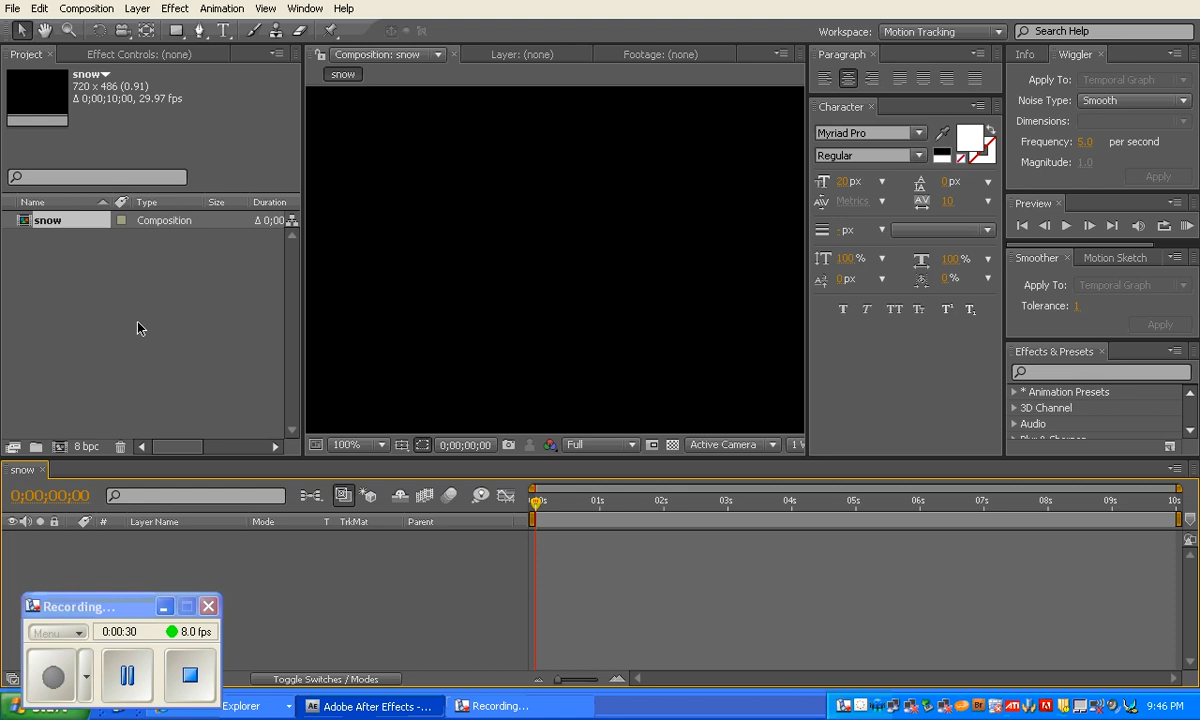 File Edit Composition Layer Effect Animation View Window Help
Workspace: Motion Tracking Search Help
Project × Effect Controls: (none) Composition: snow × Layer: (none) Footage: (none) Paragraph × Info Wiggler ×
snow
720 x 486 (0.91)
Δ 0;00;10;00, 29.97 fps
snow
Apply To: Temporal Graph
Noise Type: Smooth
Dimensions:
Frequency: 5.0 per second
Magnitude: 1.0
Apply
Character ×
Myriad Pro
Regular
20 px 0 px
Metrics 10
- px
100 % 100 %
0 px 0 %
T T TT Tт T¹ T₁
Preview ×
Smoother × Motion Sketch
Apply To: Temporal Graph
Tolerance: 1
Apply
Effects & Presets ×
* Animation Presets
3D Channel
Audio
Name Type Size Duration
snow Composition Δ 0;00
8 bpc
100% 0;00;00;00 Full Active Camera 1 V
snow ×
0;00;00;00
01s 02s 03s 04s 05s 06s 07s 08s 09s 10s
# Layer Name Mode T TrkMat Parent
Recording...
Menu 0:00:30 8.0 fps
Toggle Switches / Modes
Explorer Adobe After Effects -... Recording... 9:46 PM